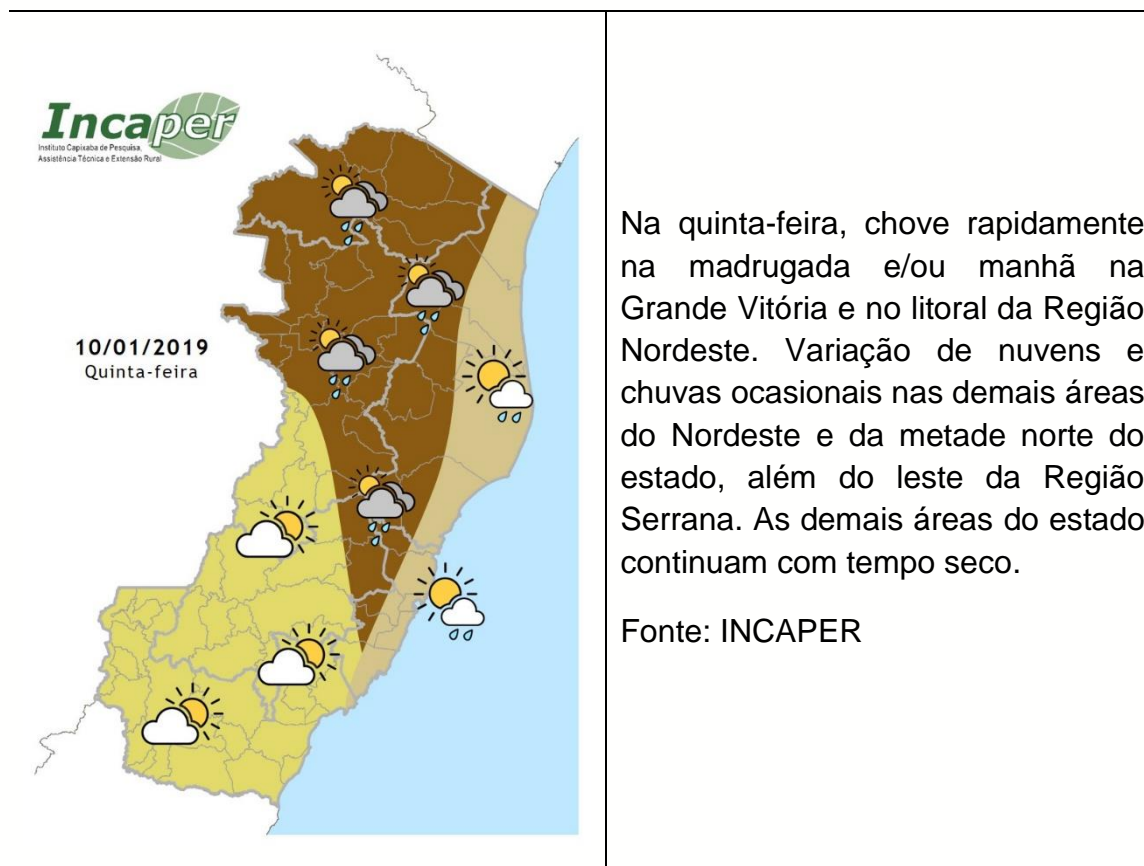 Incaper
Instituto Capixaba de Pesquisa,
Assistência Técnica e Extensão Rural
10/01/2019
Quinta-feira
Na quinta-feira, chove rapidamente
na madrugada e/ou manhã na
Grande Vitória e no litoral da Região
Nordeste. Variação de nuvens e
chuvas ocasionais nas demais áreas
do Nordeste e da metade norte do
estado, além do leste da Região
Serrana. As demais áreas do estado
continuam com tempo seco.
Fonte: INCAPER